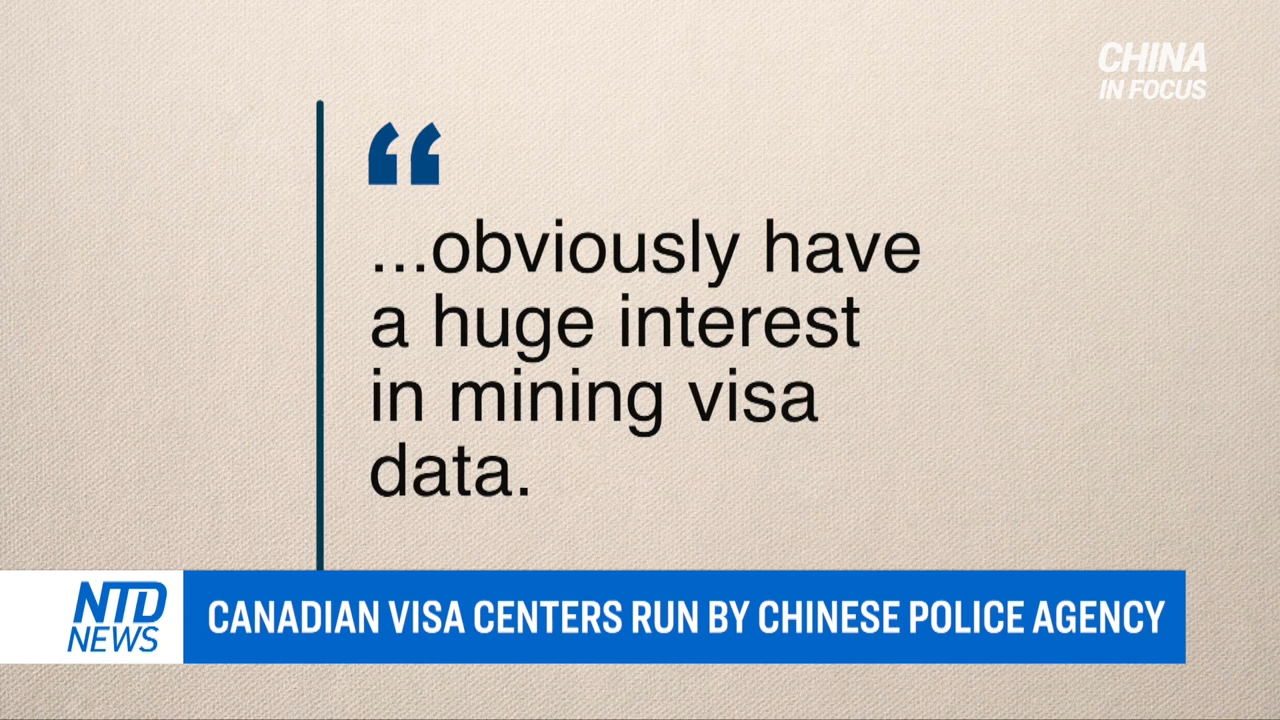 CHINA
IN FOCUS
“
...obviously have
a huge interest
in mining visa
data.
NTD
NEWS
CANADIAN VISA CENTERS RUN BY CHINESE POLICE AGENCY